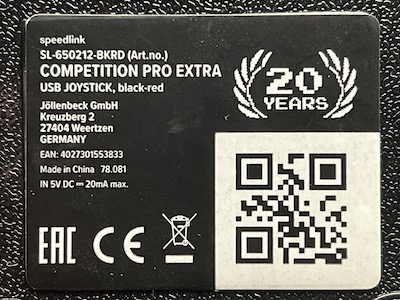 speedlink
SL-650212-BKRD (Art.no.)
COMPETITION PRO EXTRA
USB JOYSTICK, black-red
Jöllenbeck GmbH
Kreuzberg 2
27404 Weertzen
GERMANY
EAN: 4027301553833
Made in China 78.081
IN 5V DC ⎓ 20mA max.
20
YEARS
EAC CE